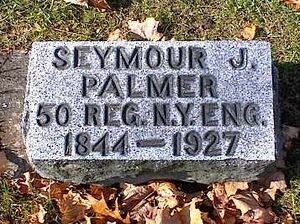 SEYMOUR J.
PALMER
50 REG. N.Y. ENG.
1844 — 1927